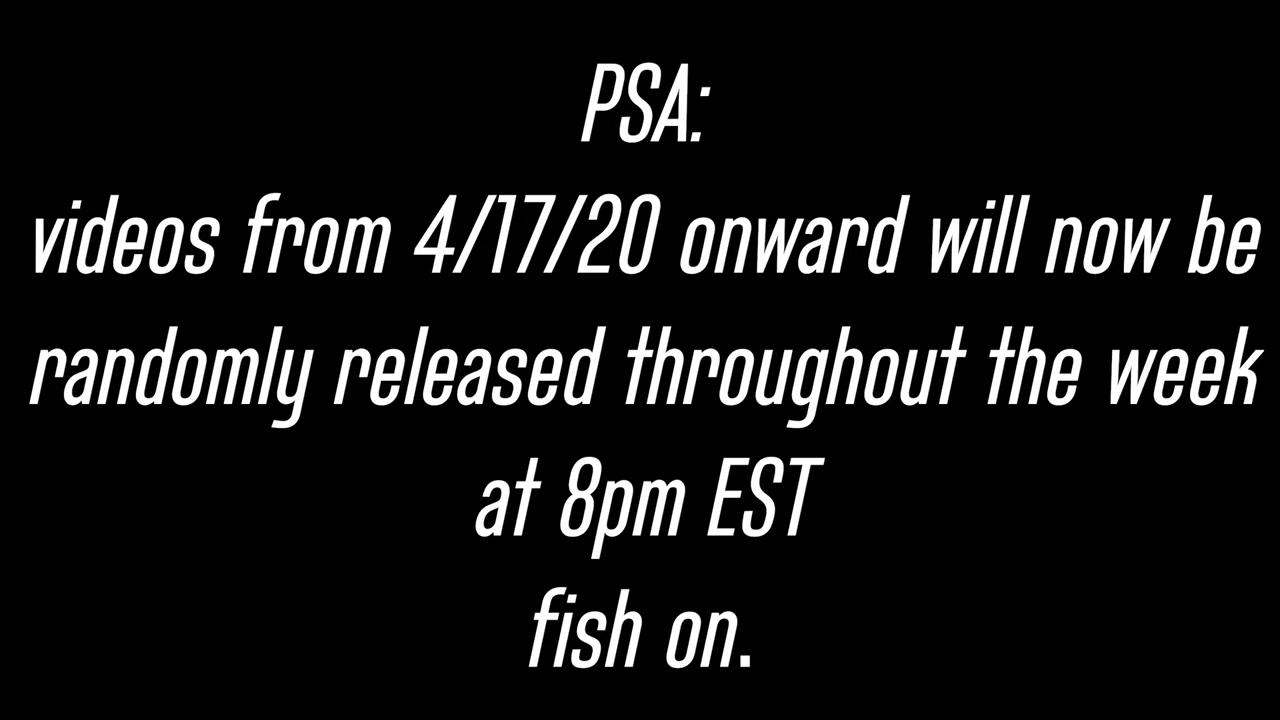 PSA:
videos from 4/17/20 onward will now be
randomly released throughout the week
at 8pm EST
fish on.